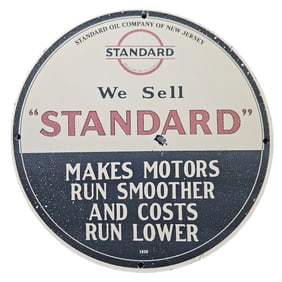 STANDARD OIL COMPANY OF NEW JERSEY
STANDARD
We Sell
"STANDARD"
MAKES MOTORS
RUN SMOOTHER
AND COSTS
RUN LOWER